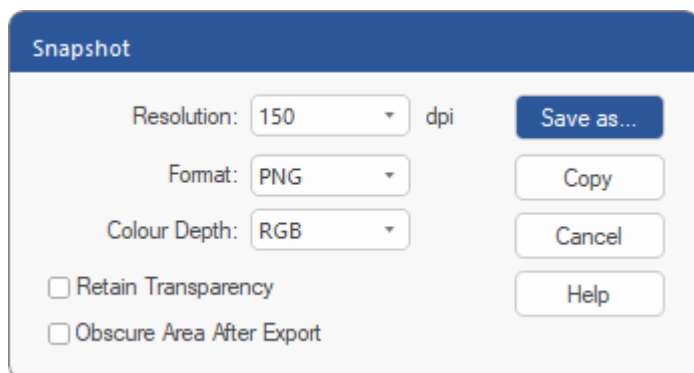 Snapshot
Resolution: 150 dpi Save as...
Format: PNG Copy
Colour Depth: RGB Cancel
Retain Transparency Help
Obscure Area After Export